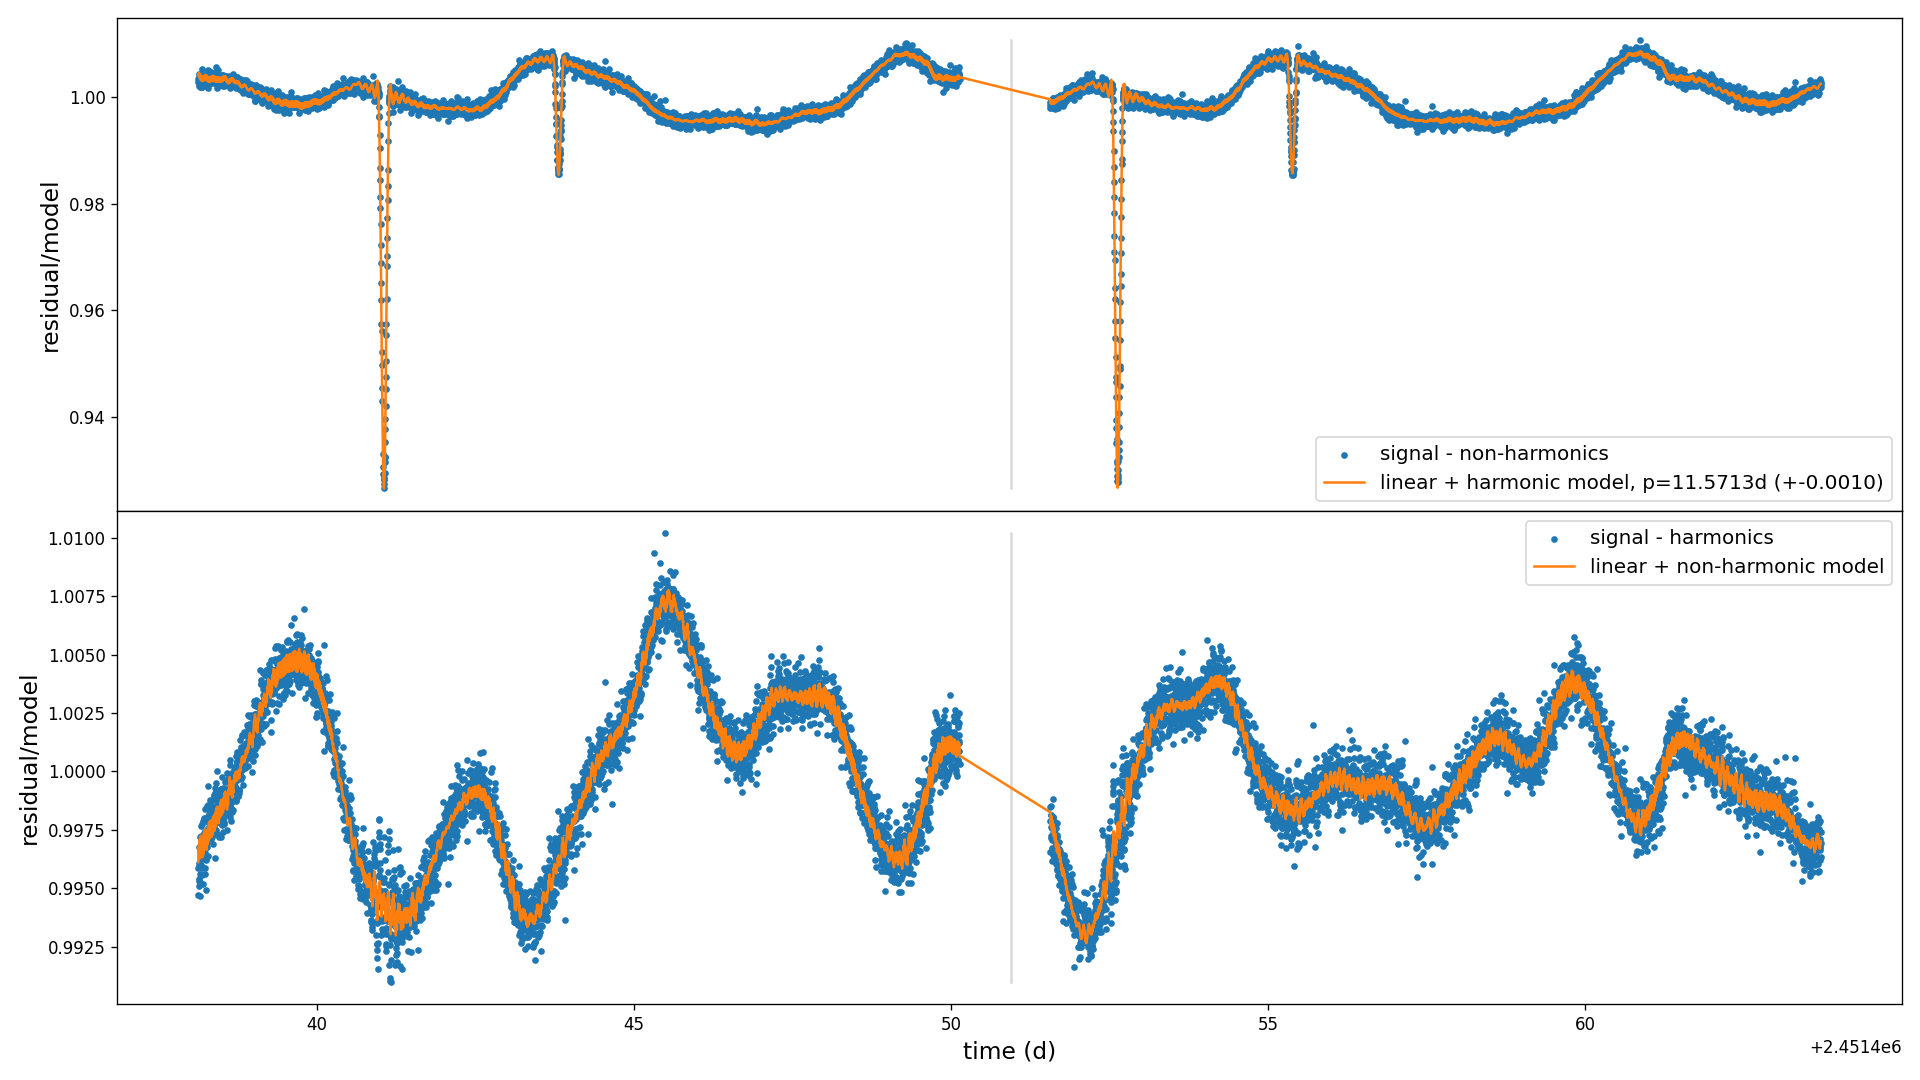 residual/model
1.00
0.98
0.96
0.94
signal - non-harmonics
linear + harmonic model, p=11.5713d (+-0.0010)
residual/model
1.0100
1.0075
1.0050
1.0025
1.0000
0.9975
0.9950
0.9925
signal - harmonics
linear + non-harmonic model
40
45
50
55
60
time (d)
+2.4514e6